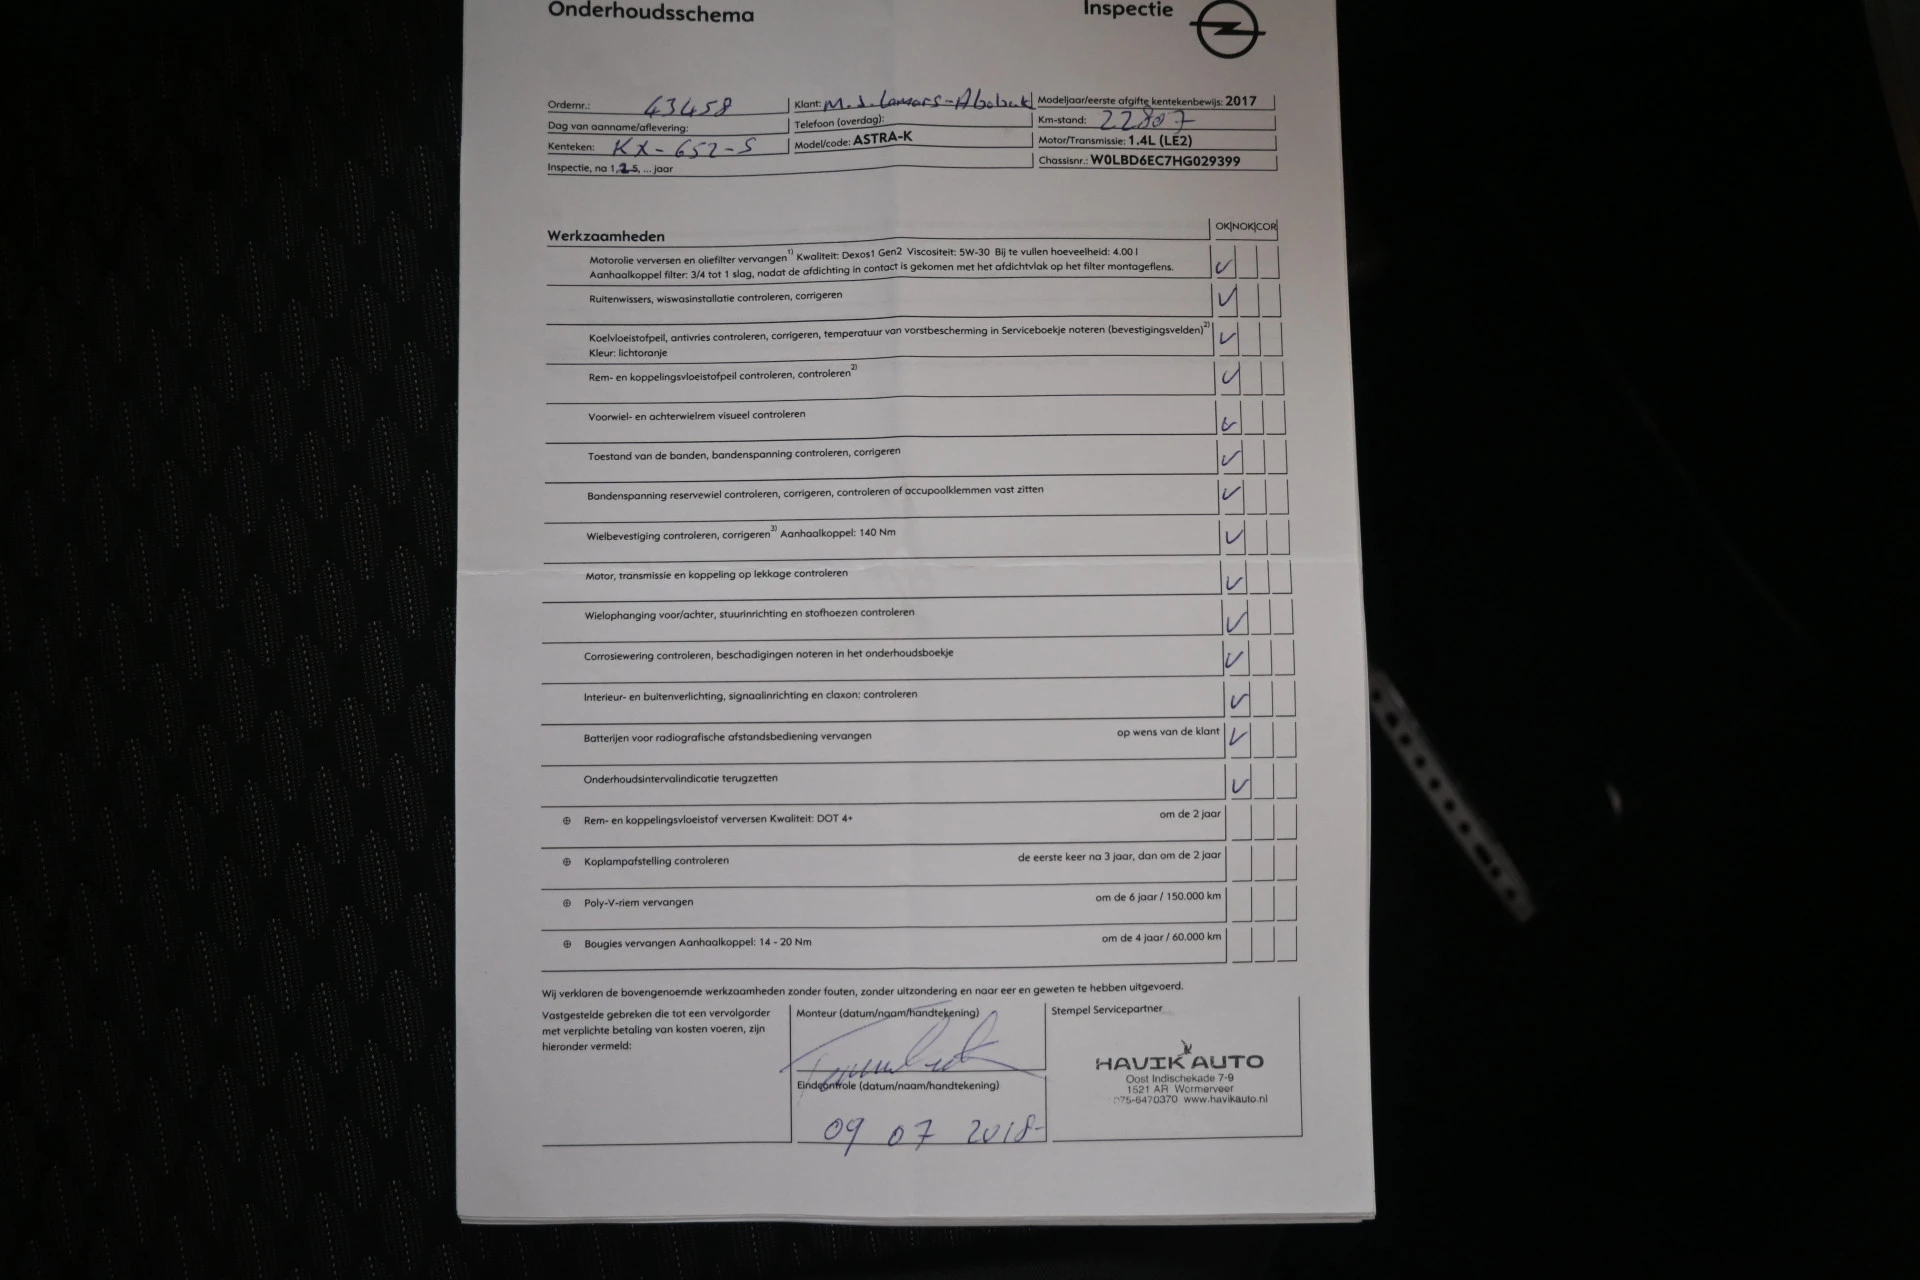 Onderhoudsschema
Inspectie
Ordernr.: 43458
Klant: M.J.
Modeljaar/eerste afgifte kentekenbewijs: 2017
Dag van aanname/aflevering:
Telefoon (overdag):
Km-stand: 22807
Kenteken: KX-652-S
Model/code: ASTRA-K
Motor/Transmissie: 1.4L (LE2)
Inspectie, na 1, 5, ... jaar
Chassisnr.: W0LBD6EC7HG029399
Werkzaamheden
OK NOK COR
Motorolie verversen en oliefilter vervangen 1) Kwaliteit: Dexos1 Gen2 Viscositeit: 5W-30 Bij te vullen hoeveelheid: 4.00 l
Aanhaalkoppel filter: 3/4 tot 1 slag, nadat de afdichting in contact is gekomen met het afdichtvlak op het filter montageflens.
Ruitenwissers, wiswasinstallatie controleren, corrigeren
Koelvloeistofpeil, antivries controleren, corrigeren, temperatuur van vorstbescherming in Serviceboekje noteren (bevestigingsvelden) 2)
Kleur: lichtoranje
Rem- en koppelingsvloeistofpeil controleren, controleren 2)
Voorwiel- en achterwielrem visueel controleren
Toestand van de banden, bandenspanning controleren, corrigeren
Bandenspanning reservewiel controleren, corrigeren, controleren of accupoolklemmen vast zitten
Wielbevestiging controleren, corrigeren 3) Aanhaalkoppel: 140 Nm
Motor, transmissie en koppeling op lekkage controleren
Wielophanging voor/achter, stuurinrichting en stofhoezen controleren
Corrosiewering controleren, beschadigingen noteren in het onderhoudsboekje
Interieur- en buitenverlichting, signaalinrichting en claxon: controleren
Batterijen voor radiografische afstandsbediening vervangen op wens van de klant
Onderhoudsintervalindicatie terugzetten
⊕ Rem- en koppelingsvloeistof verversen Kwaliteit: DOT 4+ om de 2 jaar
⊕ Koplampafstelling controleren de eerste keer na 3 jaar, dan om de 2 jaar
⊕ Poly-V-riem vervangen om de 6 jaar / 150.000 km
⊕ Bougies vervangen Aanhaalkoppel: 14 - 20 Nm om de 4 jaar / 60.000 km
Wij verklaren de bovengenoemde werkzaamheden zonder fouten, zonder uitzondering en naar eer en geweten te hebben uitgevoerd.
Vastgestelde gebreken die tot een vervolgorder
met verplichte betaling van kosten voeren, zijn
hieronder vermeld:
Monteur (datum/naam/handtekening)
Eindcontrole (datum/naam/handtekening)
09 07 2018-
Stempel Servicepartner
HAVIK AUTO
Oost Indischekade 7-9
1521 AR Wormerveer
075-6470370 www.havikauto.nl